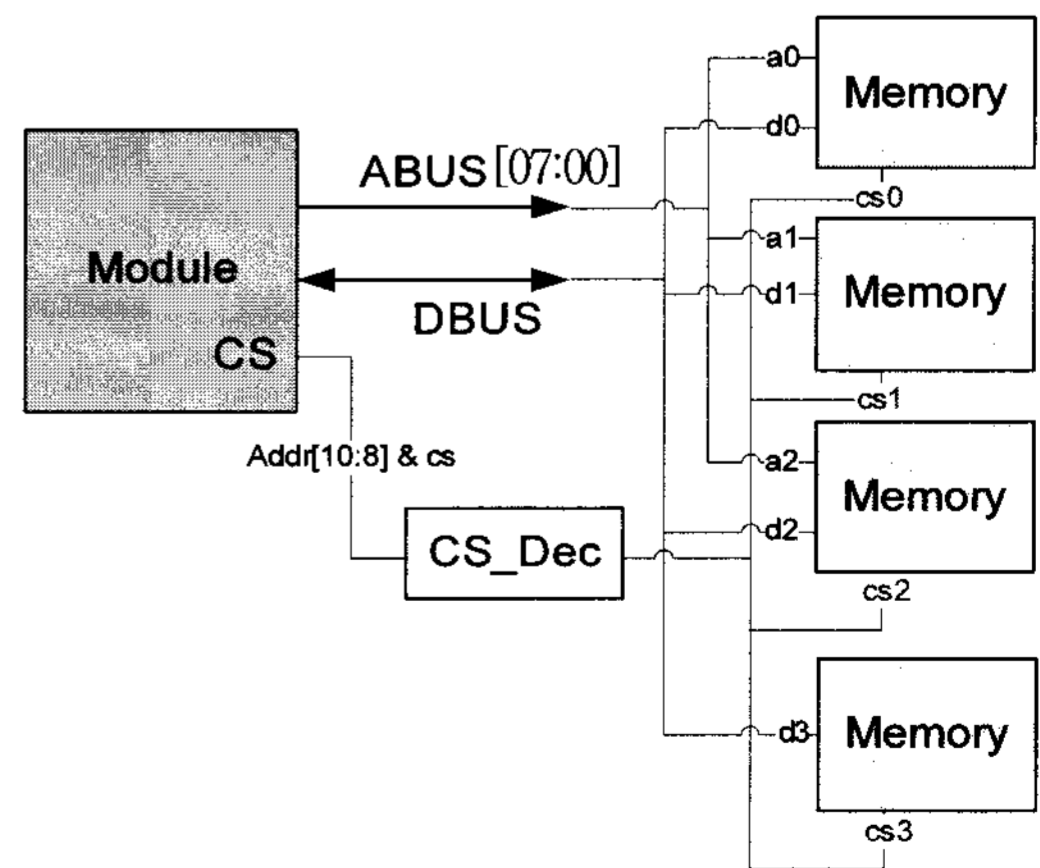 a0
Memory
d0
cs0
ABUS[07:00]
Module
DBUS
CS
a1
d1
Memory
cs1
Addr[10:8] & cs
CS_Dec
a2
Memory
d2
cs2
d3
Memory
cs3